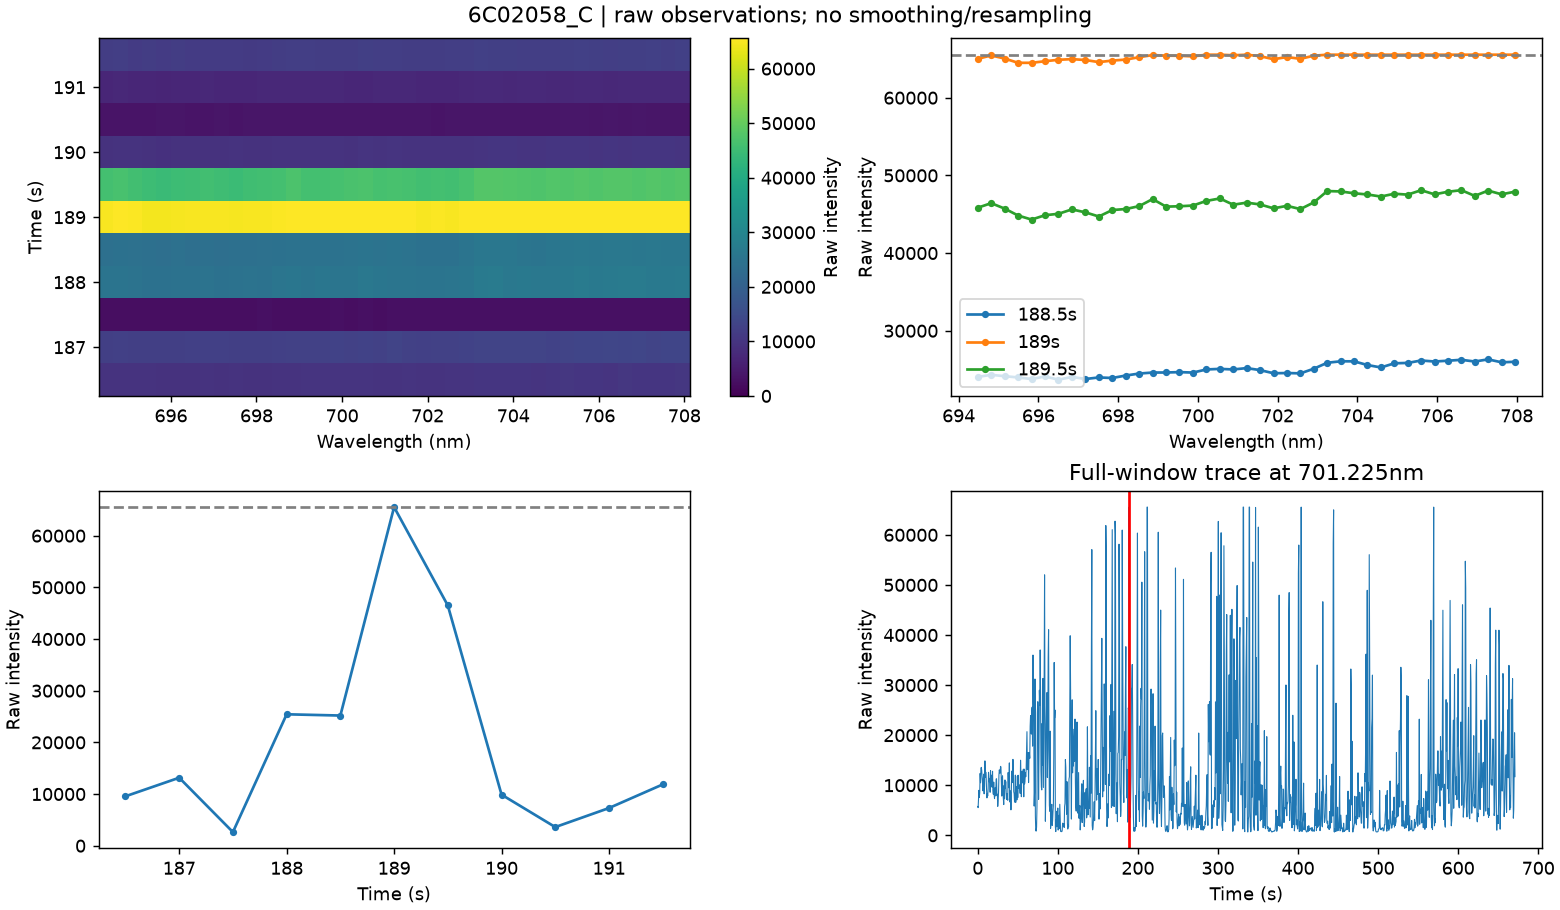 6C02058_C | raw observations; no smoothing/resampling
191
190
189
188
187
Time (s)
696 698 700 702 704 706 708
Wavelength (nm)
60000
50000
40000
30000
20000
10000
0
Raw intensity
60000
50000
40000
30000
Raw intensity
188.5s
189s
189.5s
694 696 698 700 702 704 706 708
Wavelength (nm)
60000
50000
40000
30000
20000
10000
0
Raw intensity
187 188 189 190 191
Time (s)
Full-window trace at 701.225nm
60000
50000
40000
30000
20000
10000
0
Raw intensity
0 100 200 300 400 500 600 700
Time (s)